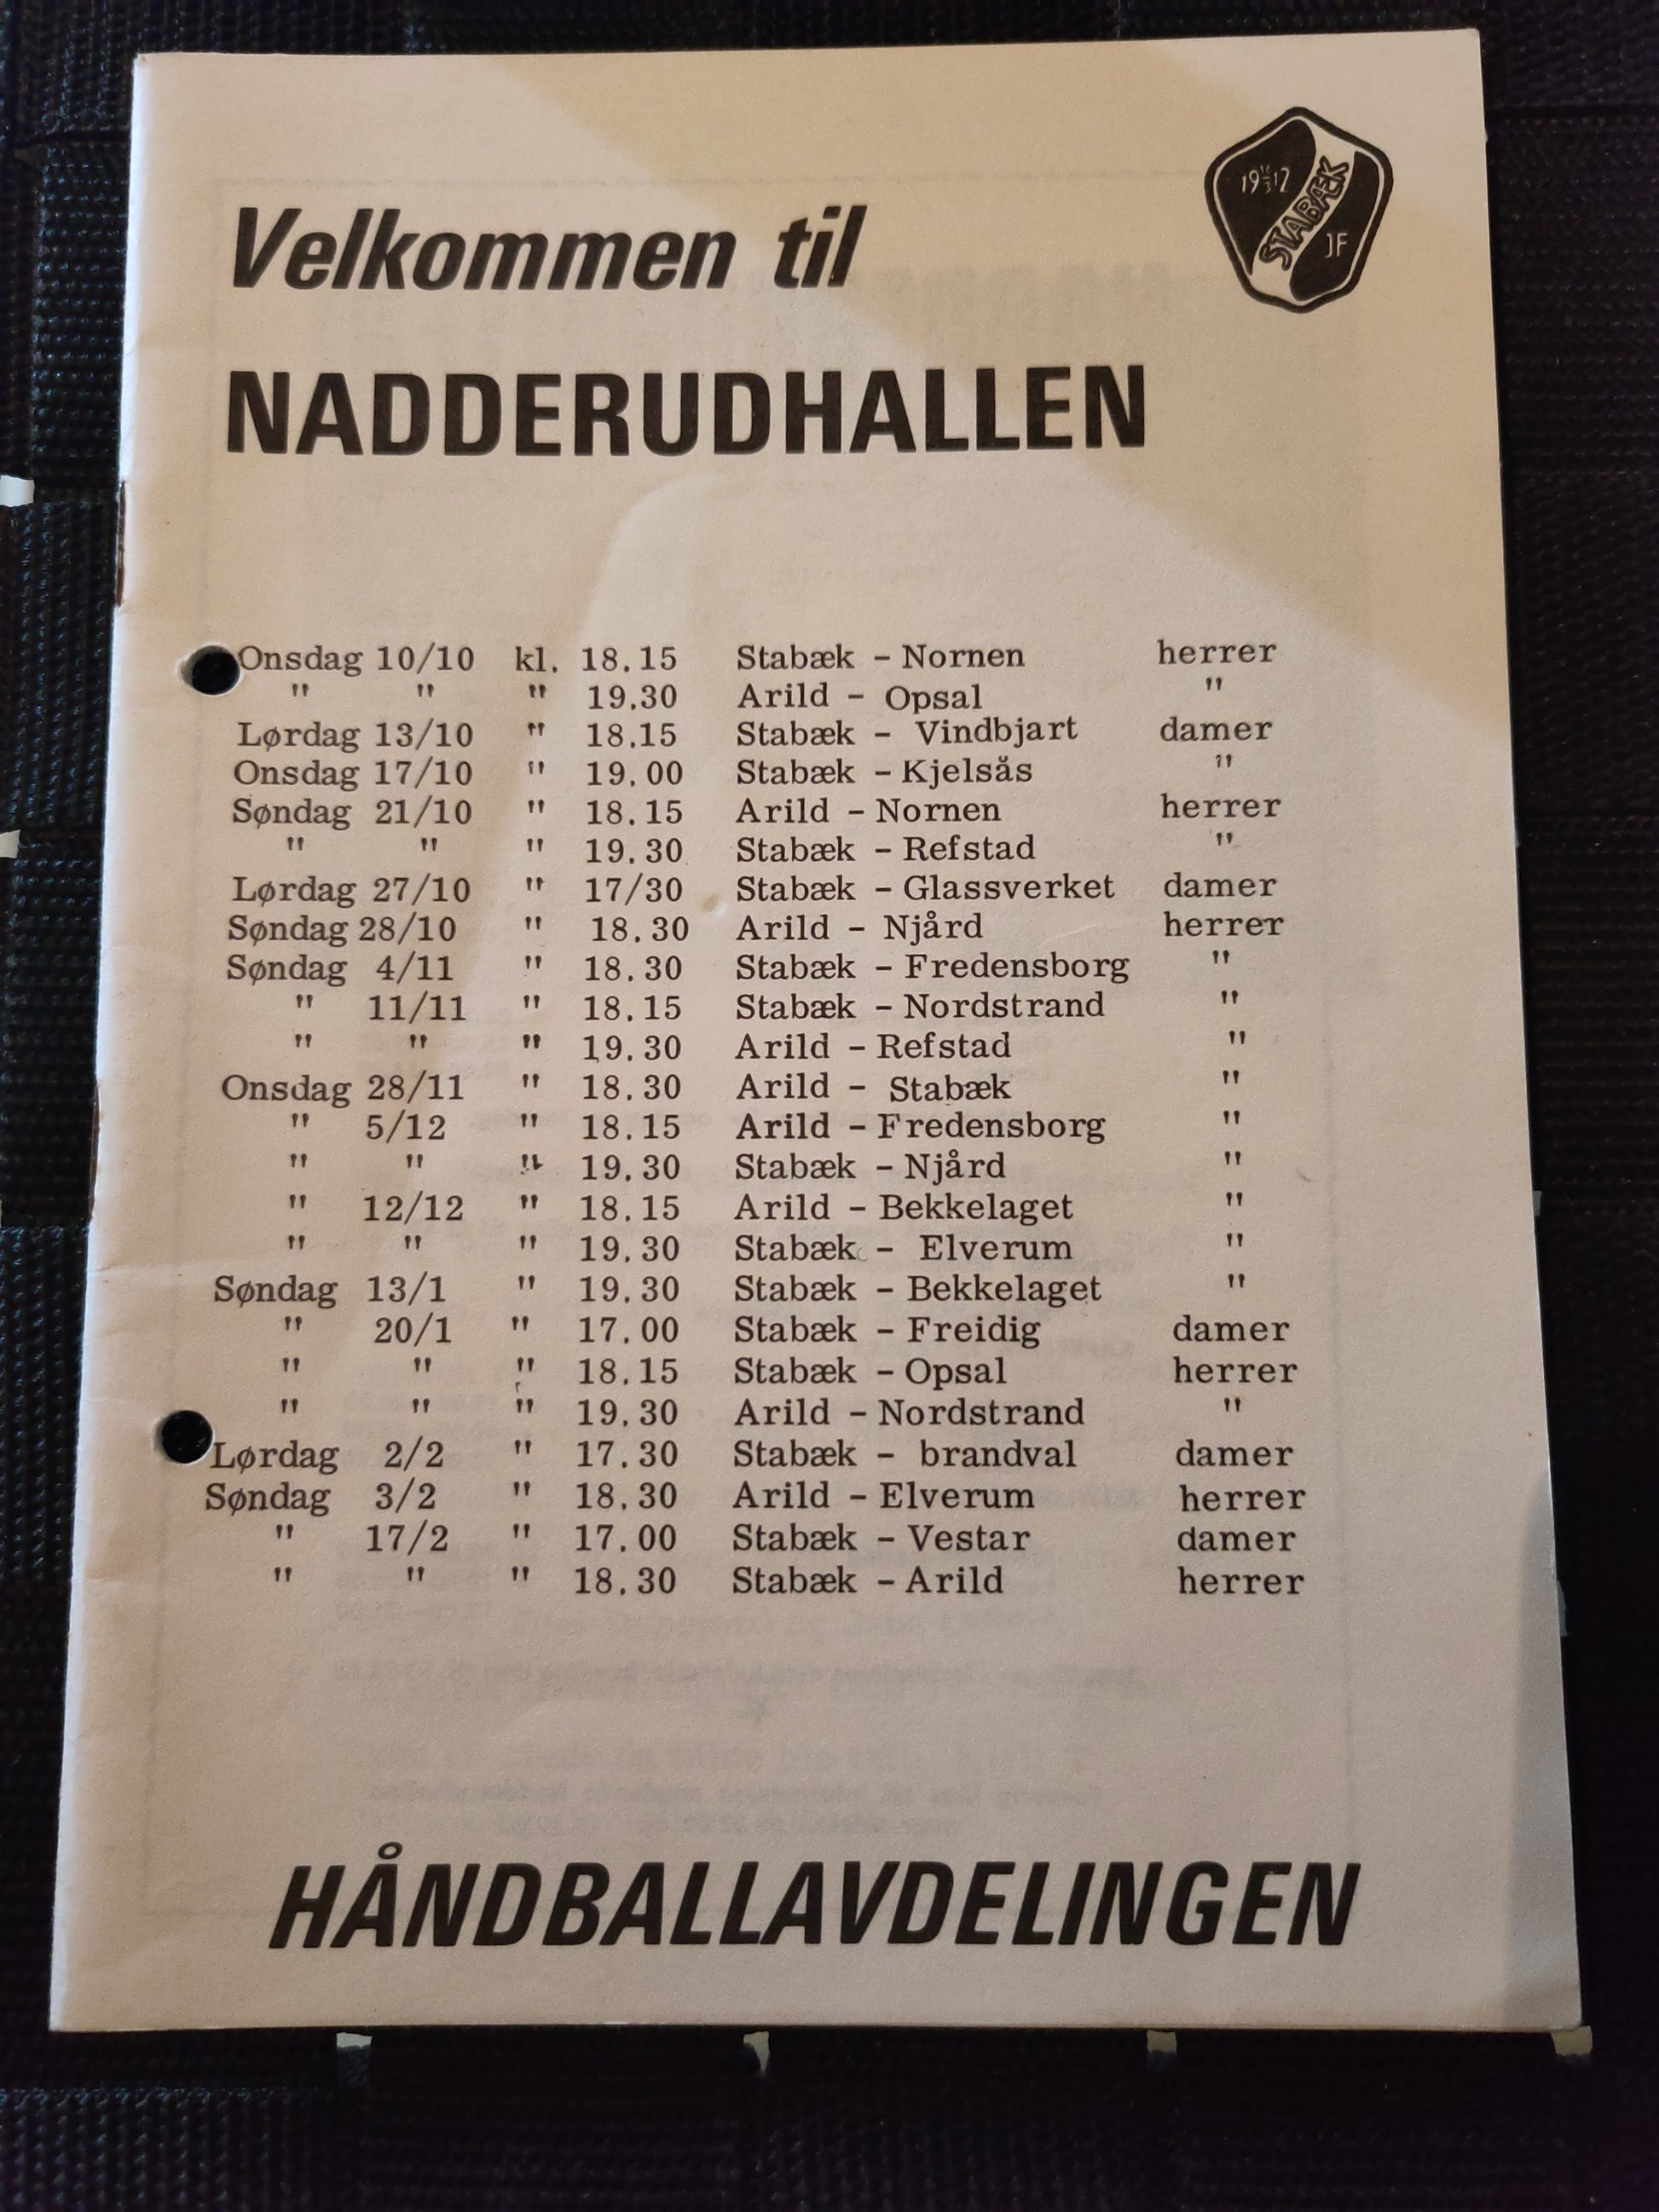 19 12
STABÆK
IF
Velkommen til
NADDERUDHALLEN
Onsdag 10/10 kl. 18.15 Stabæk - Nornen herrer
" " " 19.30 Arild - Opsal "
Lørdag 13/10 " 18.15 Stabæk - Vindbjart damer
Onsdag 17/10 " 19.00 Stabæk - Kjelsås "
Søndag 21/10 " 18.15 Arild - Nornen herrer
" " " 19.30 Stabæk - Refstad "
Lørdag 27/10 " 17/30 Stabæk - Glassverket damer
Søndag 28/10 " 18.30 Arild - Njård herrer
Søndag 4/11 " 18.30 Stabæk - Fredensborg "
" 11/11 " 18.15 Stabæk - Nordstrand "
" " " 19.30 Arild - Refstad "
Onsdag 28/11 " 18.30 Arild - Stabæk "
" 5/12 " 18.15 Arild - Fredensborg "
" " " 19.30 Stabæk - Njård "
" 12/12 " 18.15 Arild - Bekkelaget "
" " " 19.30 Stabæk - Elverum "
Søndag 13/1 " 19.30 Stabæk - Bekkelaget "
" 20/1 " 17.00 Stabæk - Freidig damer
" " " 18.15 Stabæk - Opsal herrer
" " " 19.30 Arild - Nordstrand "
Lørdag 2/2 " 17.30 Stabæk - brandval damer
Søndag 3/2 " 18.30 Arild - Elverum herrer
" 17/2 " 17.00 Stabæk - Vestar damer
" " " 18.30 Stabæk - Arild herrer
HÅNDBALLAVDELINGEN